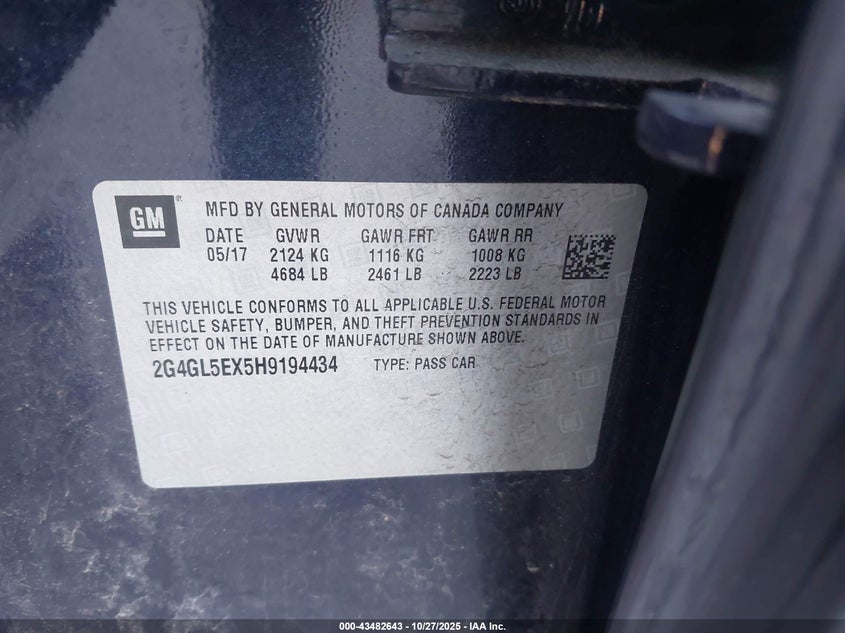 GM ®
MFD BY GENERAL MOTORS OF CANADA COMPANY
DATE GVWR GAWR FRT GAWR RR
05/17 2124 KG 1116 KG 1008 KG
4684 LB 2461 LB 2223 LB
THIS VEHICLE CONFORMS TO ALL APPLICABLE U.S. FEDERAL MOTOR
VEHICLE SAFETY, BUMPER, AND THEFT PREVENTION STANDARDS IN
EFFECT ON THE DATE OF MANUFACTURE SHOWN ABOVE.
2G4GL5EX5H9194434 TYPE: PASS CAR
000-43482643 - 10/27/2025 - IAA Inc.